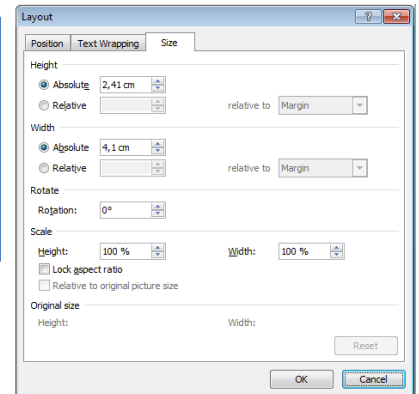 Layout
Position Text Wrapping Size
Height
Absolute 2,41 cm
Relative relative to Margin
Width
Absolute 4,1 cm
Relative relative to Margin
Rotate
Rotation: 0°
Scale
Height: 100 % Width: 100 %
Lock aspect ratio
Relative to original picture size
Original size
Height: Width:
Reset
OK Cancel